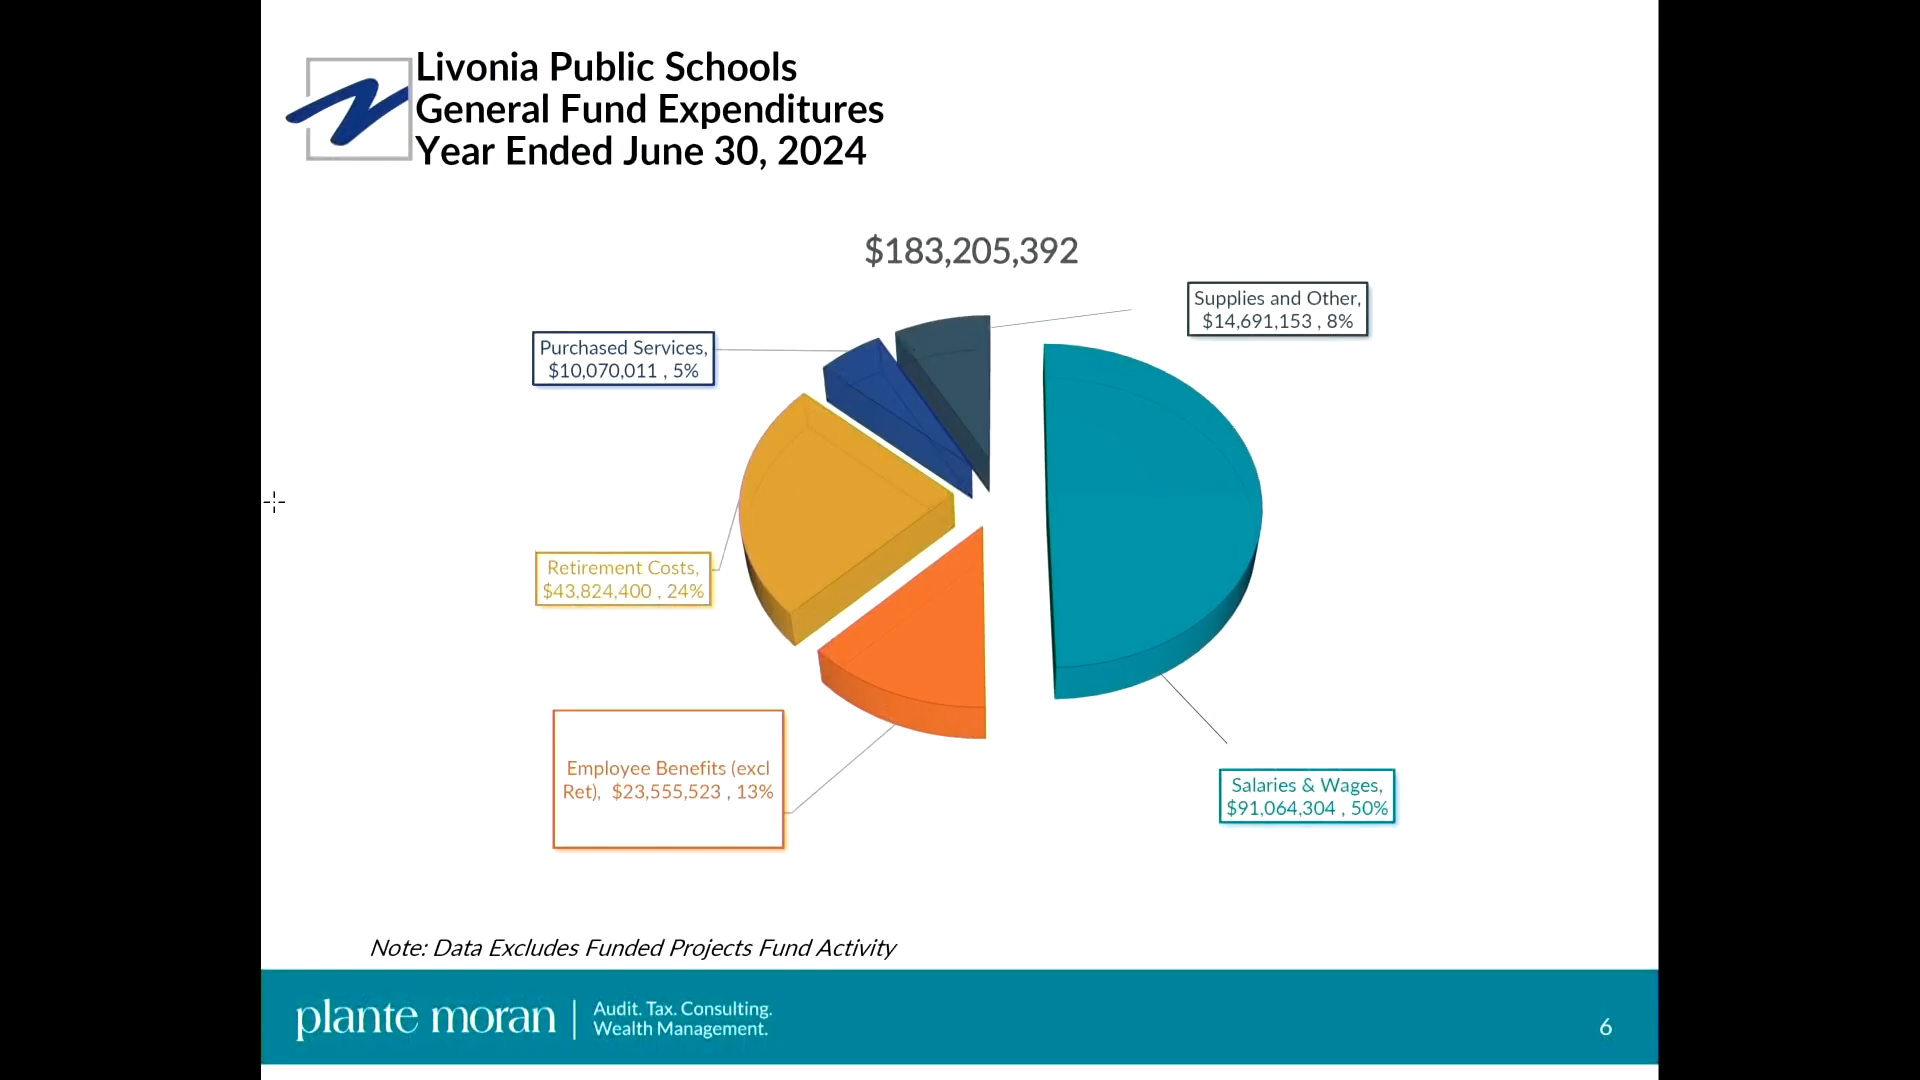 Livonia Public Schools
General Fund Expenditures
Year Ended June 30, 2024
$183,205,392
Supplies and Other,
$14,691,153 , 8%
Purchased Services,
$10,070,011 , 5%
Retirement Costs,
$43,824,400 , 24%
Employee Benefits (excl
Ret),  $23,555,523 , 13%
Salaries & Wages,
$91,064,304 , 50%
Note: Data Excludes Funded Projects Fund Activity
plante moran
Audit. Tax. Consulting.
Wealth Management.
6